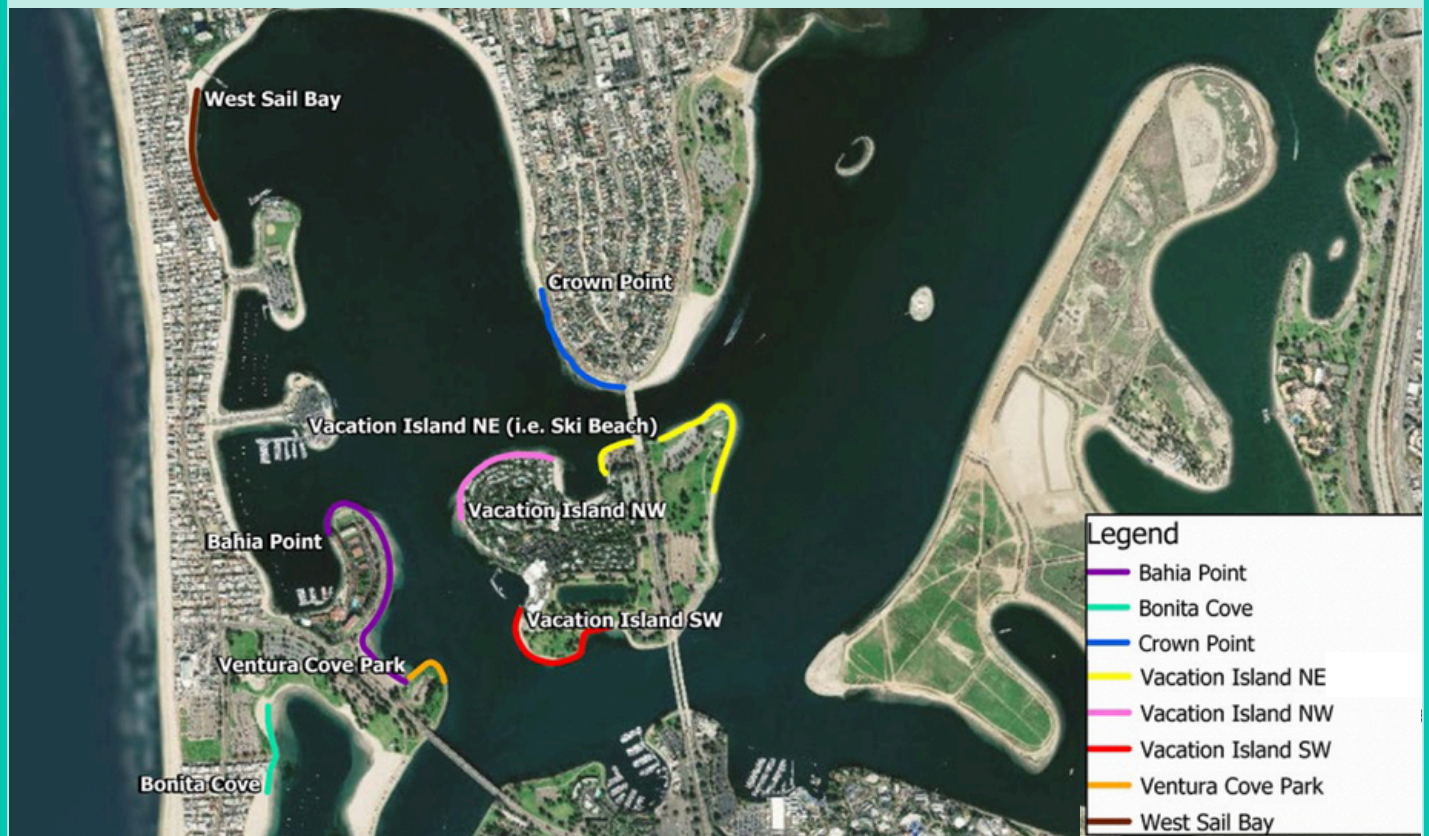 West Sail Bay
Crown Point
Vacation Island NE (i.e. Ski Beach)
Vacation Island NW
Bahia Point
Vacation Island SW
Ventura Cove Park
Bonita Cove
Legend
Bahia Point
Bonita Cove
Crown Point
Vacation Island NE
Vacation Island NW
Vacation Island SW
Ventura Cove Park
West Sail Bay